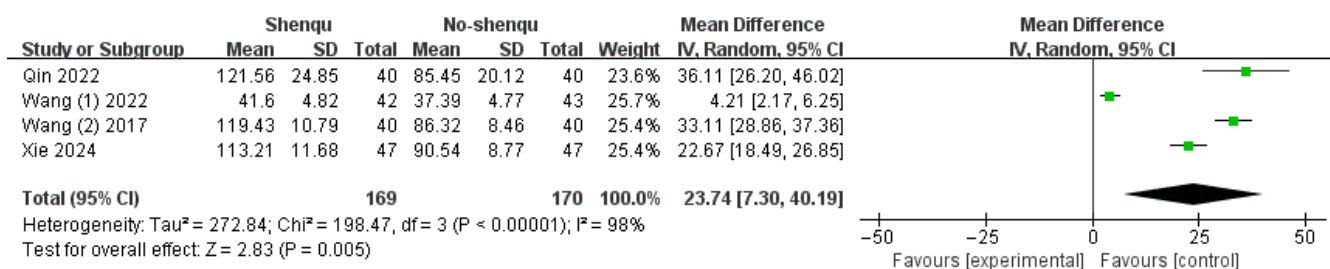 Shenqu No-shenqu Mean Difference Mean Difference
Study or Subgroup Mean SD Total Mean SD Total Weight IV, Random, 95% CI IV, Random, 95% CI
Qin 2022 121.56 24.85 40 85.45 20.12 40 23.6% 36.11 [26.20, 46.02]
Wang (1) 2022 41.6 4.82 42 37.39 4.77 43 25.7% 4.21 [2.17, 6.25]
Wang (2) 2017 119.43 10.79 40 86.32 8.46 40 25.4% 33.11 [28.86, 37.36]
Xie 2024 113.21 11.68 47 90.54 8.77 47 25.4% 22.67 [18.49, 26.85]
Total (95% CI) 169 170 100.0% 23.74 [7.30, 40.19]
Heterogeneity: Tau² = 272.84; Chi² = 198.47, df = 3 (P < 0.00001); I² = 98%
Test for overall effect: Z = 2.83 (P = 0.005)
−50 −25 0 25 50
Favours [experimental] Favours [control]